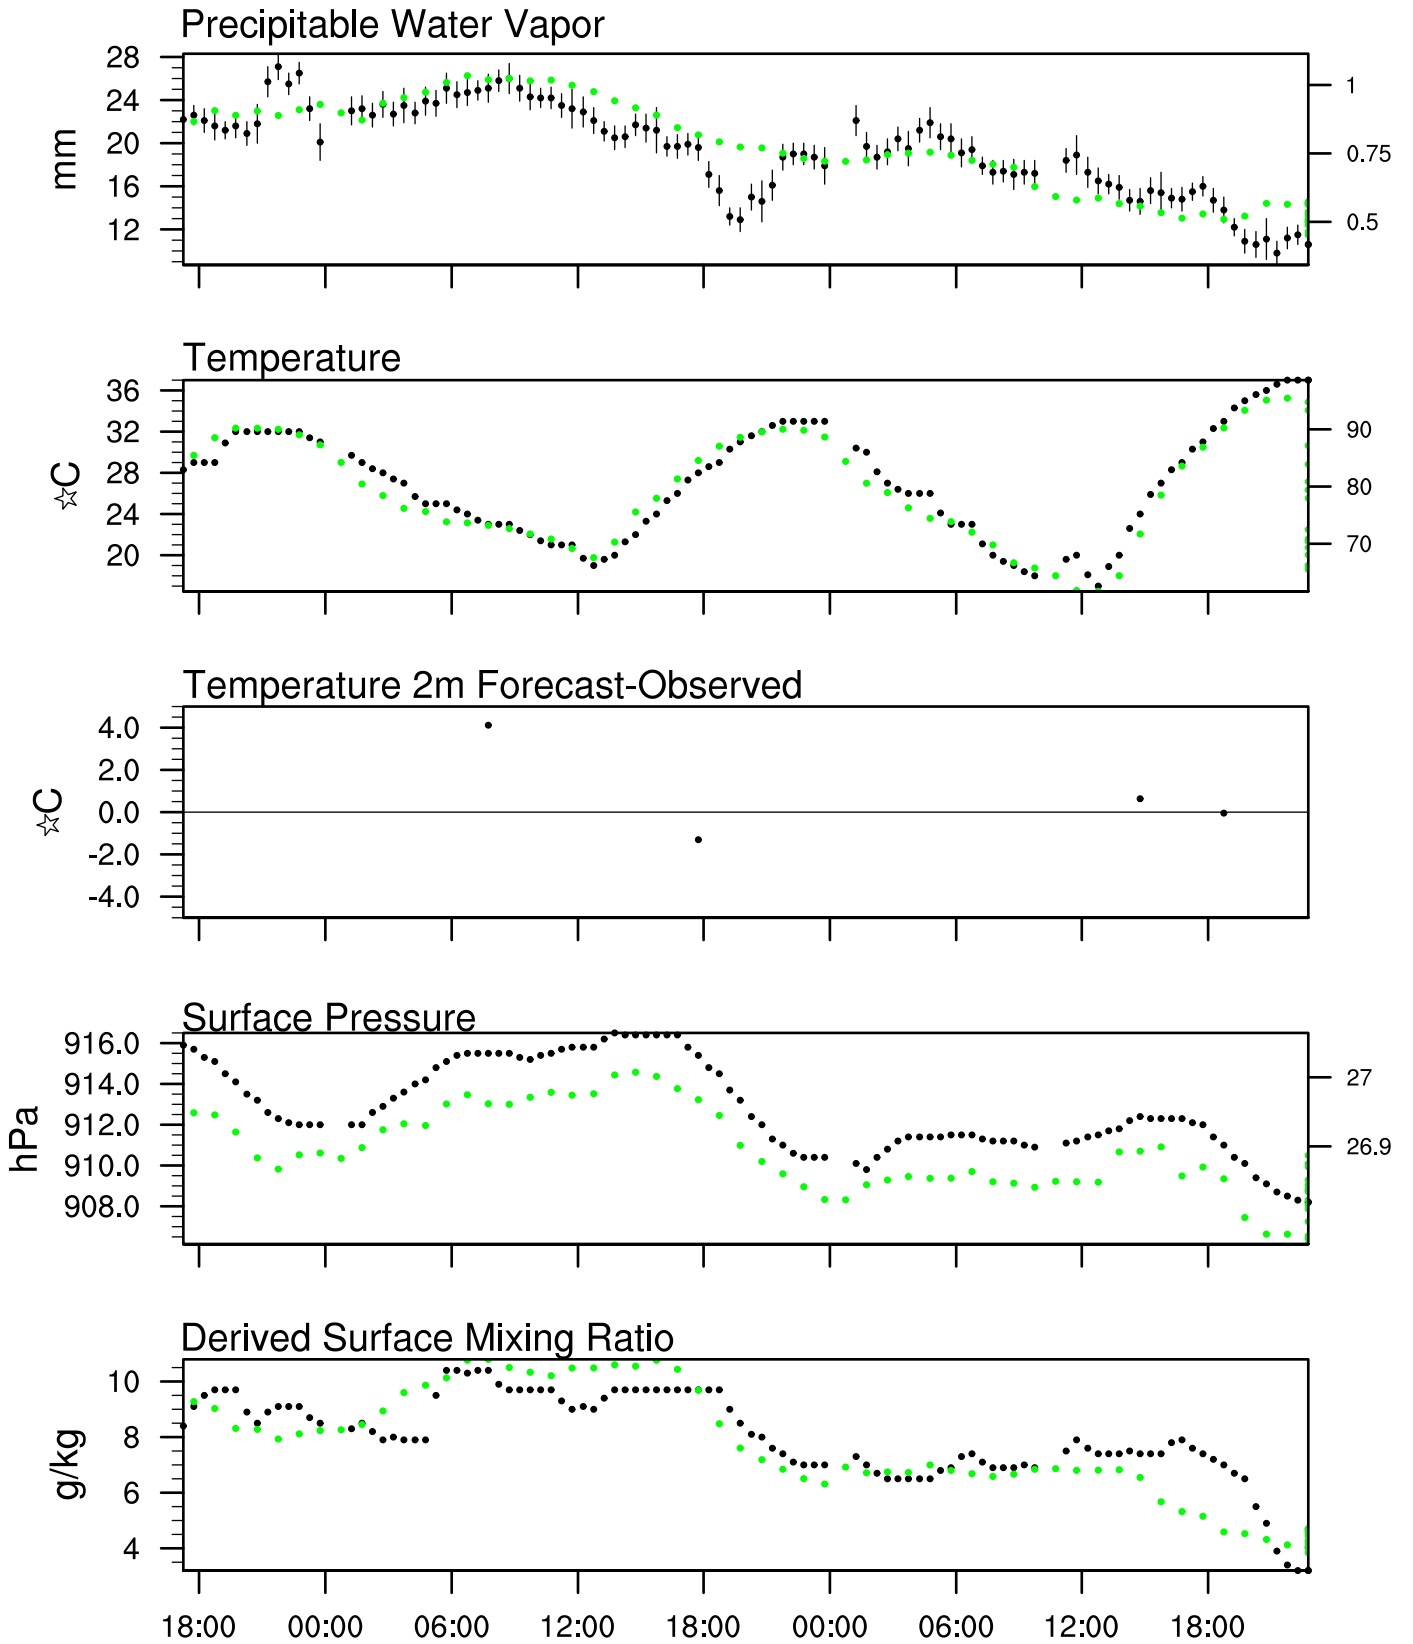 Precipitable Water Vapor
28
24
20
16
12
mm
1
0.75
0.5
Temperature
36
32
28
24
20
☆C
90
80
70
Temperature 2m Forecast-Observed
4.0
2.0
0.0
-2.0
-4.0
☆C
Surface Pressure
916.0
914.0
912.0
910.0
908.0
hPa
27
26.9
Derived Surface Mixing Ratio
10
8
6
4
g/kg
18:00 00:00 06:00 12:00 18:00 00:00 06:00 12:00 18:00